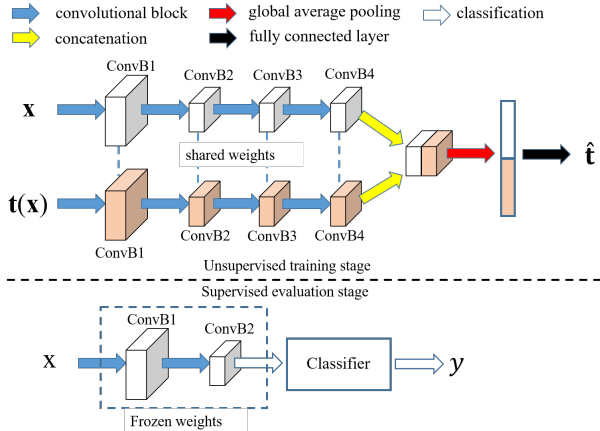 convolutional block
global average pooling
classification
concatenation
fully connected layer
ConvB1
ConvB2
ConvB3
ConvB4
x
shared weights
t̂
t(x)
ConvB1
ConvB2
ConvB3
ConvB4
Unsupervised training stage
Supervised evaluation stage
ConvB1
ConvB2
x
Classifier
y
Frozen weights